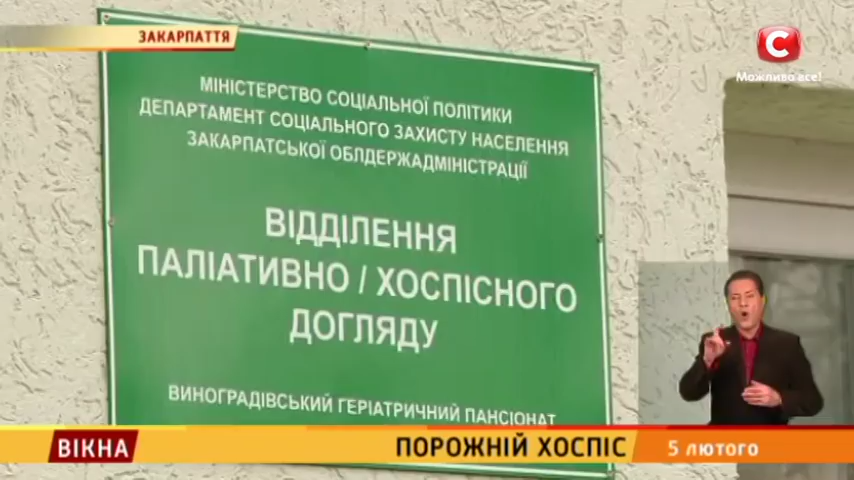 ЗАКАРПАТТЯ
С
Можливо все!
МІНІСТЕРСТВО СОЦІАЛЬНОЇ ПОЛІТИКИ
ДЕПАРТАМЕНТ СОЦІАЛЬНОГО ЗАХИСТУ НАСЕЛЕННЯ
ЗАКАРПАТСЬКОЇ ОБЛДЕРЖАДМІНІСТРАЦІЇ
ВІДДІЛЕННЯ
ПАЛІАТИВНО / ХОСПІСНОГО
ДОГЛЯДУ
ВИНОГРАДІВСЬКИЙ ГЕРІАТРИЧНИЙ ПАНСІОНАТ
ВІКНА
ПОРОЖНІЙ ХОСПІС
5 лютого